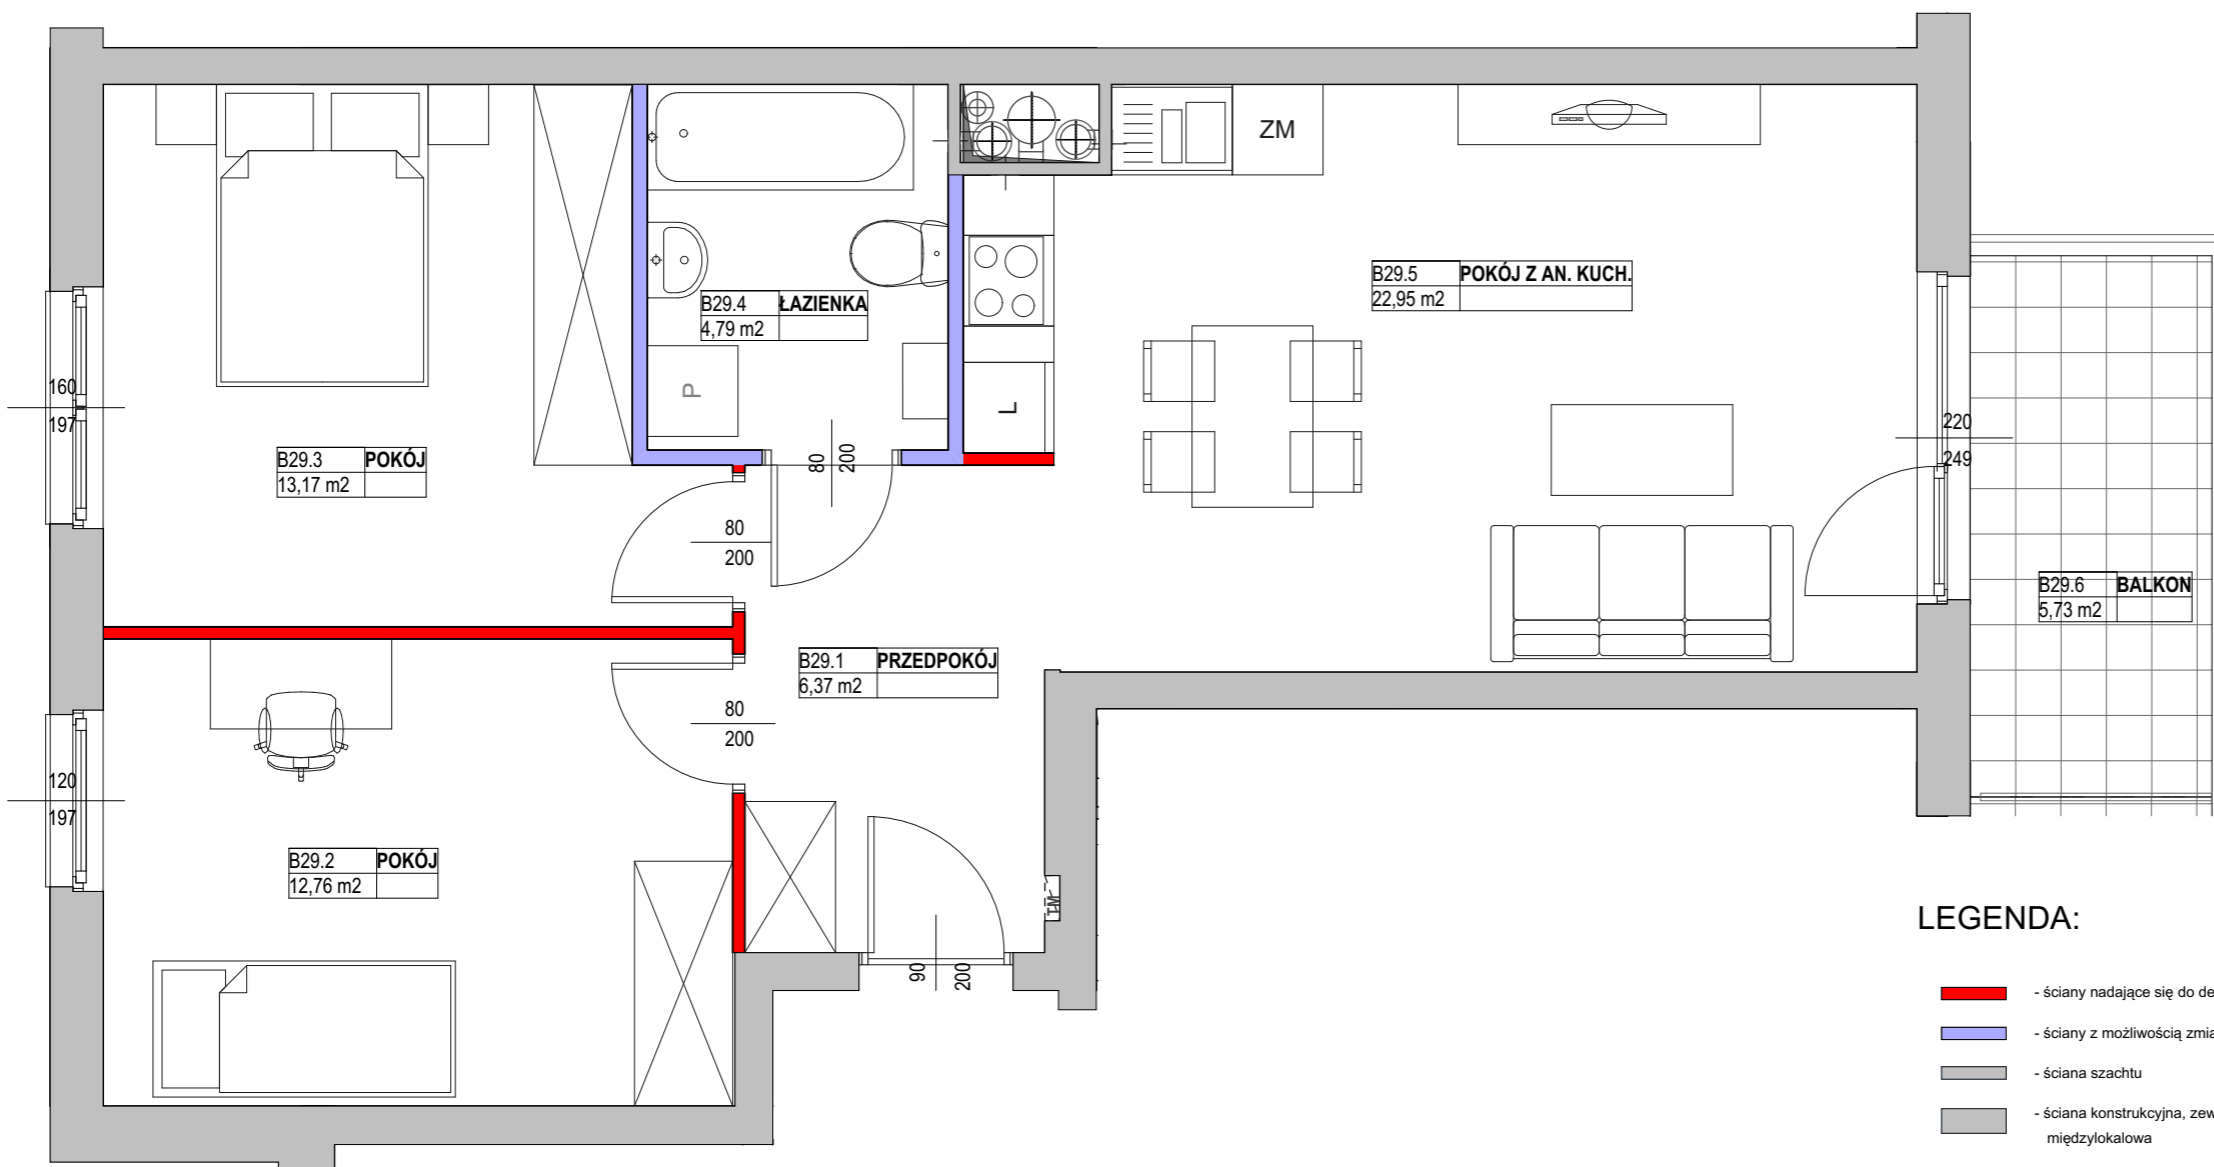 ZM
B29.5 POKÓJ Z AN. KUCH.
22,95 m2
B29.4 ŁAZIENKA
4,79 m2
P
L
160
197
B29.3 POKÓJ
13,17 m2
80
200
80
200
220
249
B29.6 BALKON
5,73 m2
B29.1 PRZEDPOKÓJ
6,37 m2
80
200
120
197
B29.2 POKÓJ
12,76 m2
TM
90
200
LEGENDA:
- ściany nadające się do de
- ściany z możliwością zmia
- ściana szachtu
- ściana konstrukcyjna, zew
międzylokalowa